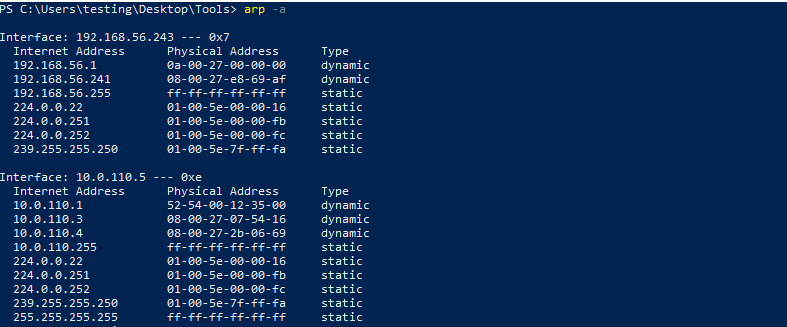 PS C:\Users\testing\Desktop\Tools> arp -a
Interface: 192.168.56.243 --- 0x7
Internet Address Physical Address Type
192.168.56.1 0a-00-27-00-00-00 dynamic
192.168.56.241 08-00-27-e8-69-af dynamic
192.168.56.255 ff-ff-ff-ff-ff-ff static
224.0.0.22 01-00-5e-00-00-16 static
224.0.0.251 01-00-5e-00-00-fb static
224.0.0.252 01-00-5e-00-00-fc static
239.255.255.250 01-00-5e-7f-ff-fa static
Interface: 10.0.110.5 --- 0xe
Internet Address Physical Address Type
10.0.110.1 52-54-00-12-35-00 dynamic
10.0.110.3 08-00-27-07-54-16 dynamic
10.0.110.4 08-00-27-2b-06-69 dynamic
10.0.110.255 ff-ff-ff-ff-ff-ff static
224.0.0.22 01-00-5e-00-00-16 static
224.0.0.251 01-00-5e-00-00-fb static
224.0.0.252 01-00-5e-00-00-fc static
239.255.255.250 01-00-5e-7f-ff-fa static
255.255.255.255 ff-ff-ff-ff-ff-ff static